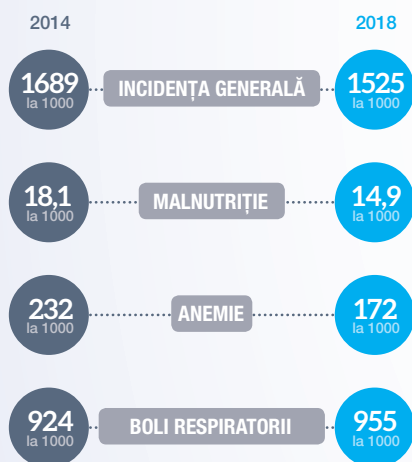 2014 2018
1689 INCIDENȚA GENERALĂ 1525
la 1000 la 1000
18,1 MALNUTRIȚIE 14,9
la 1000 la 1000
232 ANEMIE 172
la 1000 la 1000
924 BOLI RESPIRATORII 955
la 1000 la 1000